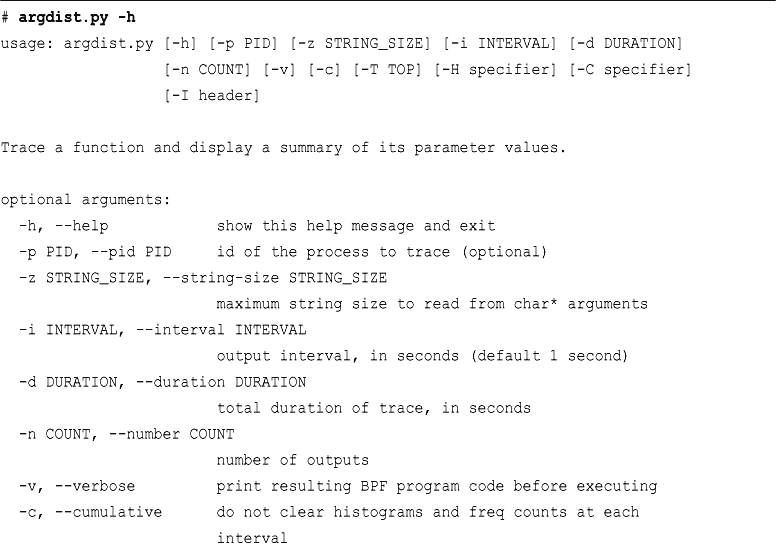 # argdist.py -h
usage: argdist.py [-h] [-p PID] [-z STRING_SIZE] [-i INTERVAL] [-d DURATION]
                  [-n COUNT] [-v] [-c] [-T TOP] [-H specifier] [-C specifier]
                  [-I header]

Trace a function and display a summary of its parameter values.

optional arguments:
  -h, --help            show this help message and exit
  -p PID, --pid PID     id of the process to trace (optional)
  -z STRING_SIZE, --string-size STRING_SIZE
                        maximum string size to read from char* arguments
  -i INTERVAL, --interval INTERVAL
                        output interval, in seconds (default 1 second)
  -d DURATION, --duration DURATION
                        total duration of trace, in seconds
  -n COUNT, --number COUNT
                        number of outputs
  -v, --verbose         print resulting BPF program code before executing
  -c, --cumulative      do not clear histograms and freq counts at each
                        interval